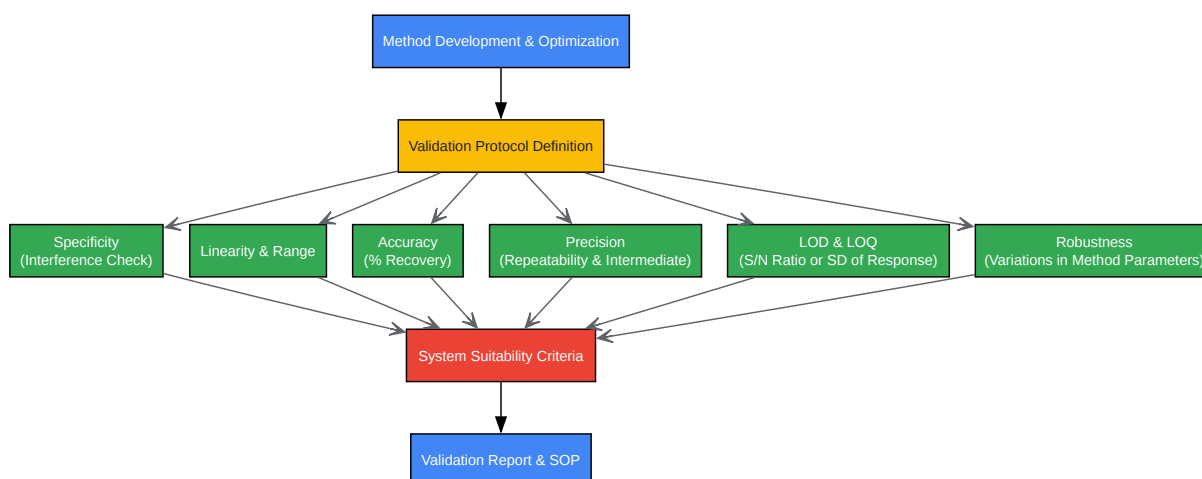 Method Development & Optimization
Validation Protocol Definition
Specificity
(Interference Check)
Linearity & Range
Accuracy
(% Recovery)
Precision
(Repeatability & Intermediate)
LOD & LOQ
(S/N Ratio or SD of Response)
Robustness
(Variations in Method Parameters)
System Suitability Criteria
Validation Report & SOP